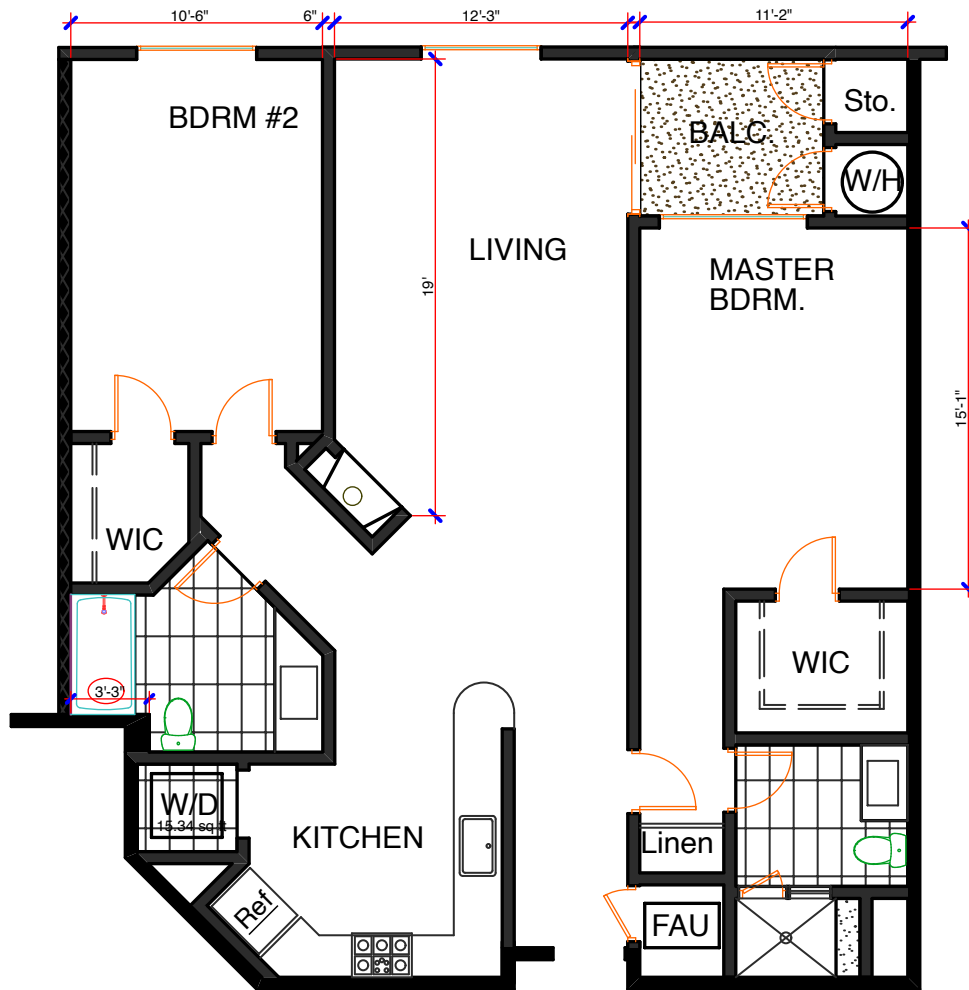 10'-6"
6"
12'-3"
11'-2"
BDRM #2
Sto.
BALC.
W/H
LIVING
19'
MASTER
BDRM.
15'-1"
WIC
WIC
3'-3"
W/D
15.34 sq ft
KITCHEN
Linen
Ref
FAU